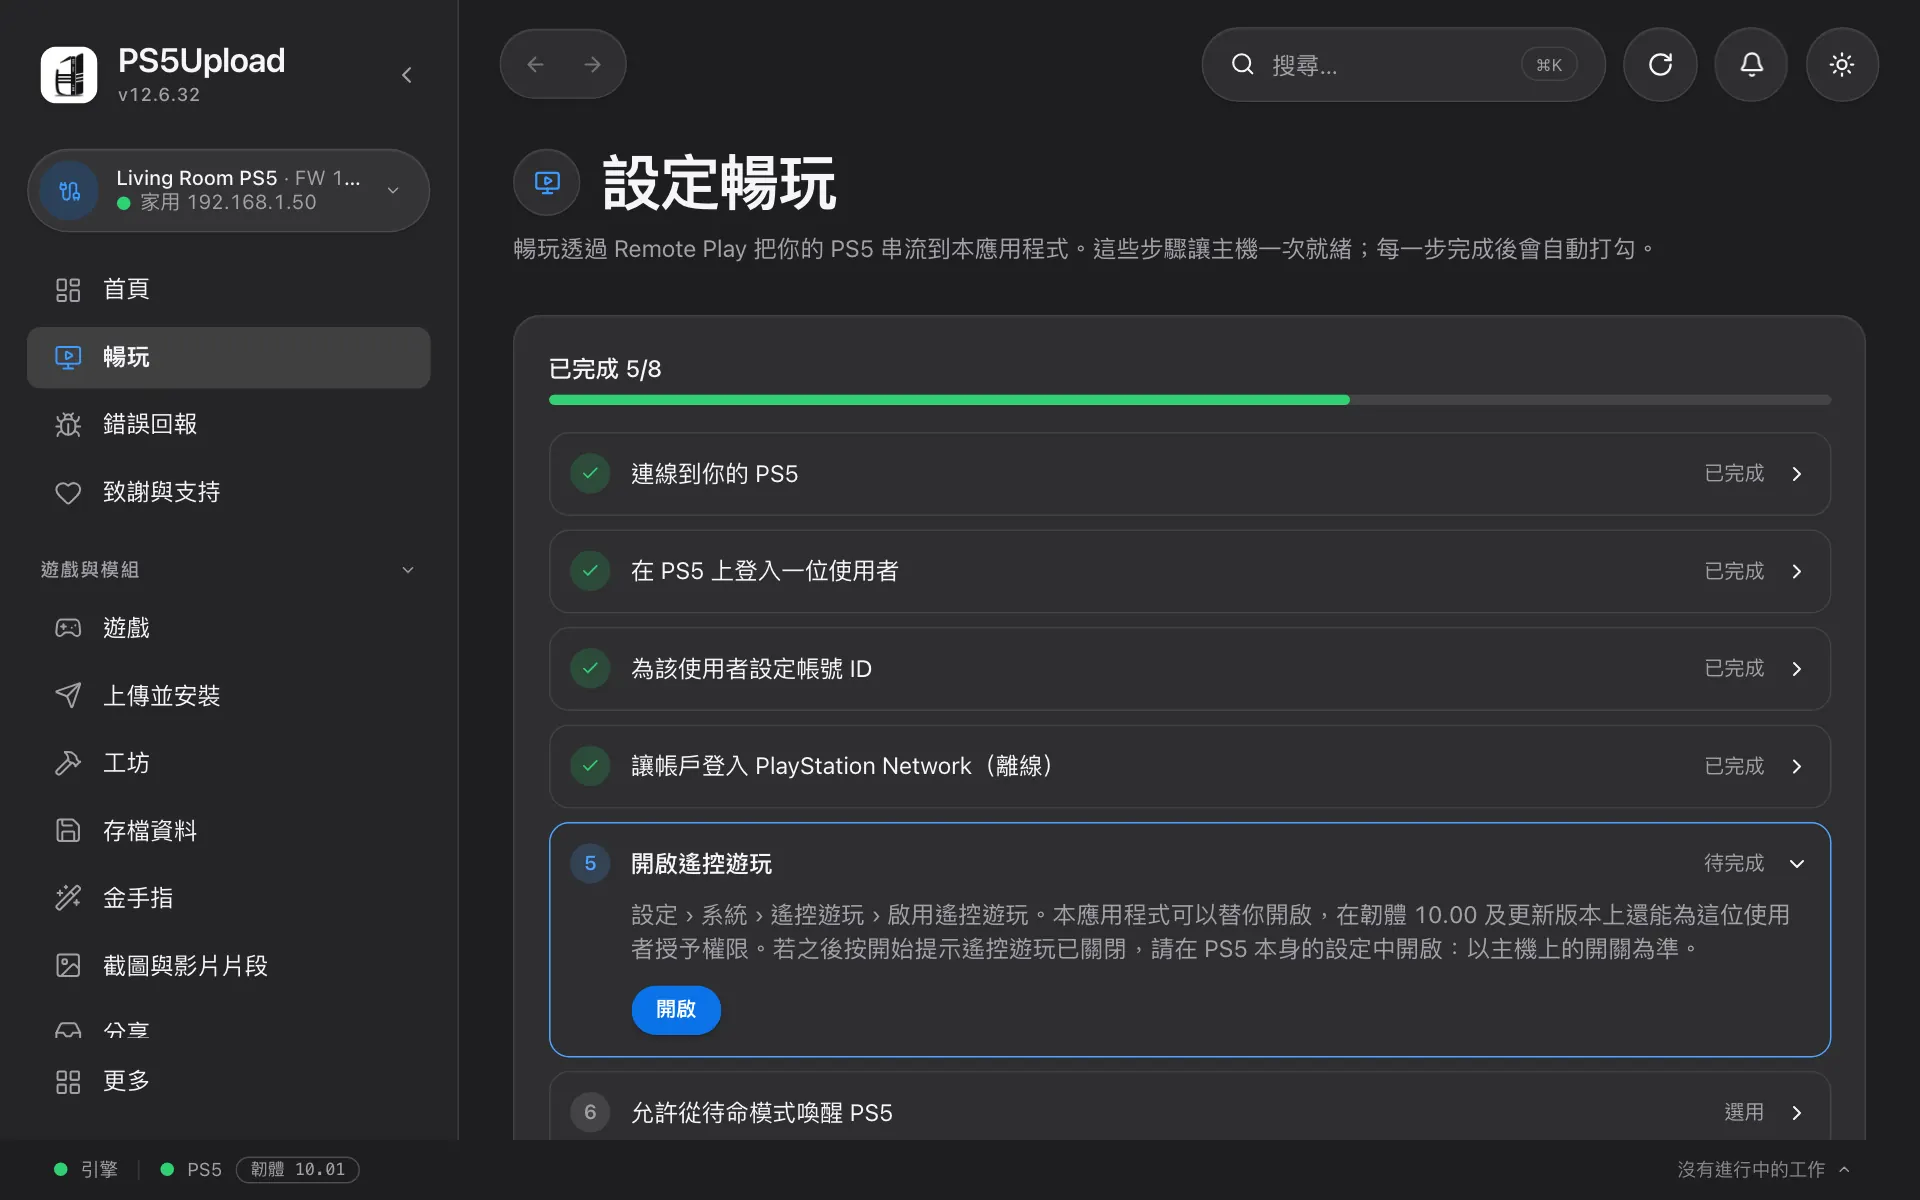 PS5Upload
v12.6.32
Living Room PS5 · FW 1...
家用 192.168.1.50
首頁
暢玩
錯誤回報
致謝與支持
遊戲與模組
遊戲
上傳並安裝
工坊
存檔資料
金手指
截圖與影片片段
分享
更多
搜尋...
⌘K
設定暢玩
暢玩透過 Remote Play 把你的 PS5 串流到本應用程式。這些步驟讓主機一次就緒；每一步完成後會自動打勾。
已完成 5/8
連線到你的 PS5
已完成
在 PS5 上登入一位使用者
已完成
為該使用者設定帳號 ID
已完成
讓帳戶登入 PlayStation Network（離線）
已完成
5
開啟遙控遊玩
待完成
設定 › 系統 › 遙控遊玩 › 啟用遙控遊玩。本應用程式可以替你開啟，在韌體 10.00 及更新版本上還能為這位使用
者授予權限。若之後按開始提示遙控遊玩已關閉，請在 PS5 本身的設定中開啟：以主機上的開關為準。
開啟
6
允許從待命模式喚醒 PS5
選用
引擎
PS5
韌體 10.01
沒有進行中的工作